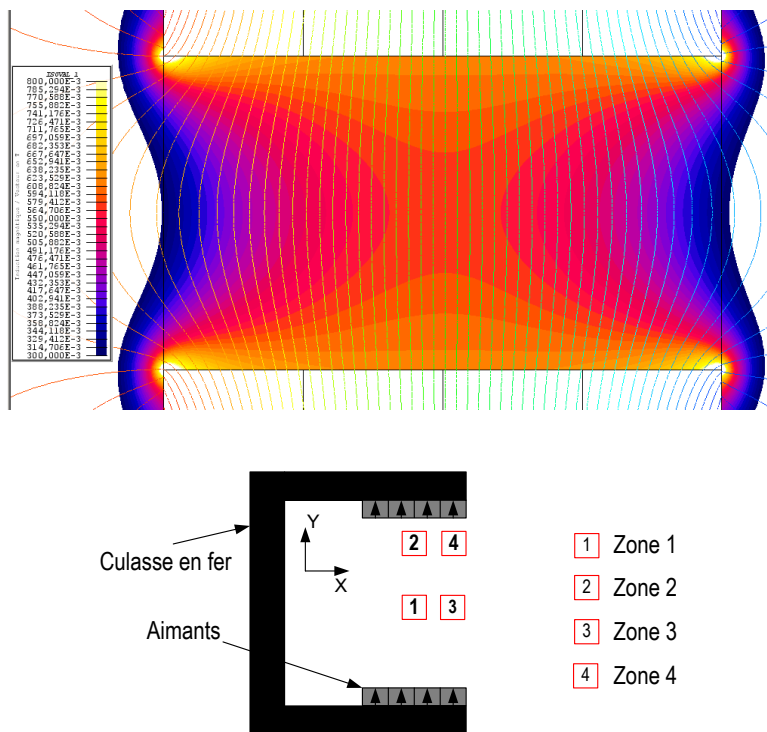 ISOVAL 1
800,000E-3
785,294E-3
770,588E-3
755,882E-3
741,176E-3
726,471E-3
711,765E-3
697,059E-3
682,353E-3
667,647E-3
652,941E-3
638,235E-3
623,529E-3
608,824E-3
594,118E-3
579,412E-3
564,706E-3
550,000E-3
535,294E-3
520,588E-3
505,882E-3
491,176E-3
476,471E-3
461,765E-3
447,059E-3
432,353E-3
417,647E-3
402,941E-3
388,235E-3
373,529E-3
358,824E-3
344,118E-3
329,412E-3
314,706E-3
300,000E-3
Y
X
Culasse en fer
Aimants
2 4
1 3
1 Zone 1
2 Zone 2
3 Zone 3
4 Zone 4